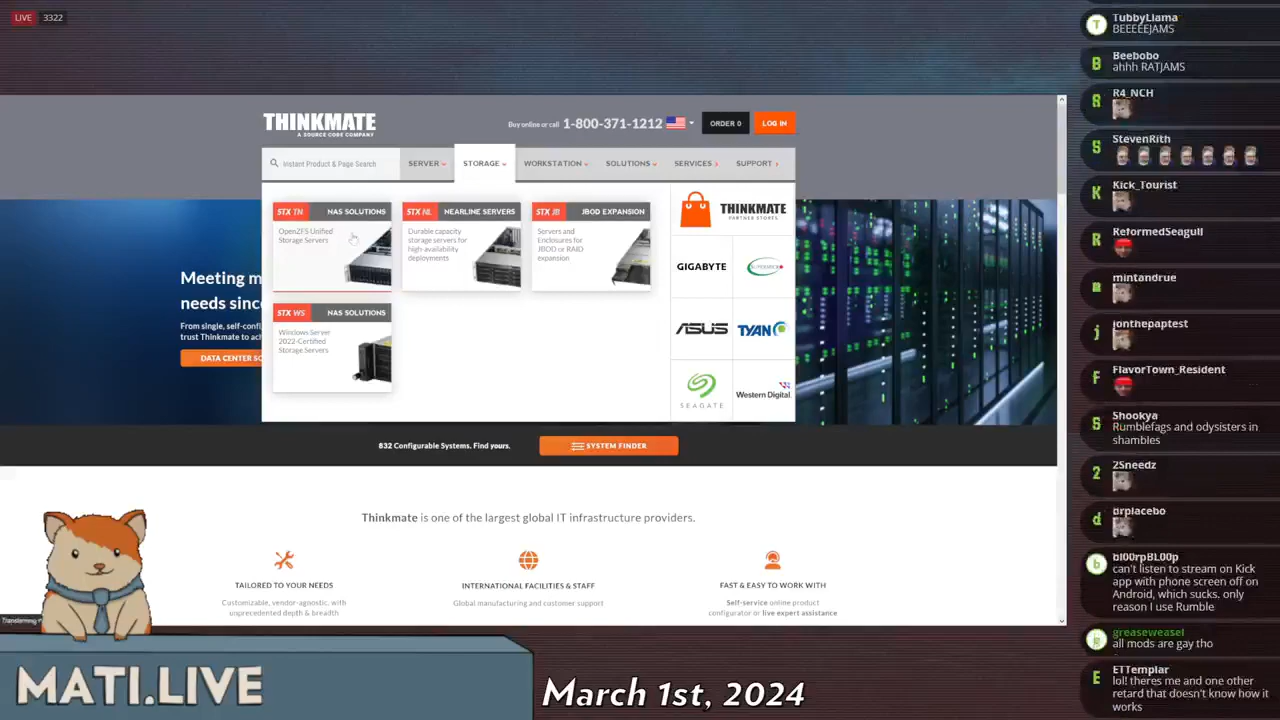 LIVE 3322
THINKMATE
A SOURCE CODE COMPANY
Buy online or call 1-800-371-1212
ORDER 0
LOG IN
Instant Product & Page Search
SERVER
STORAGE
WORKSTATION
SOLUTIONS
SERVICES
SUPPORT
STX TN NAS SOLUTIONS
OpenZFS Unified
Storage Servers
STX NL NEARLINE SERVERS
Durable capacity
storage servers for
high-availability
deployments
STX JB JBOD EXPANSION
Servers and
Enclosures for
JBOD or RAID
expansion
STX WS NAS SOLUTIONS
Windows Server
2022-Certified
Storage Servers
THINKMATE
PARTNER STORES
GIGABYTE
SUPERMICRO
ASUS
TYAN
SEAGATE
Western Digital.
Meeting m
needs since
From single, self-confi
trust Thinkmate to ac
DATA CENTER SO
832 Configurable Systems. Find yours.
SYSTEM FINDER
Thinkmate is one of the largest global IT infrastructure providers.
TAILORED TO YOUR NEEDS
Customizable, vendor-agnostic, with
unprecedented depth & breadth
INTERNATIONAL FACILITIES & STAFF
Global manufacturing and customer support
FAST & EASY TO WORK WITH
Self-service online product
configurator or live expert assistance
MATI.LIVE
March 1st, 2024
T
TubbyLlama
BEEEEEJAMS
B
Beebobo
ahhh RATJAMS
R
R4_NCH
S
StevenRith
K
Kick_Tourist
R
ReformedSeagull
m
mintandrue
j
jonthepaptest
F
FlavorTown_Resident
S
Shookya
Rumblefags and odysisters in
shambles
2
2Sneedz
d
drplacebo
b
bl00rpBL00p
can't listen to stream on Kick
app with phone screen off on
Android, which sucks. only
reason I use Rumble
g
greaseweasel
all mods are gay tho
E
ETTemplar
lol! theres me and one other
retard that doesn't know how it
works